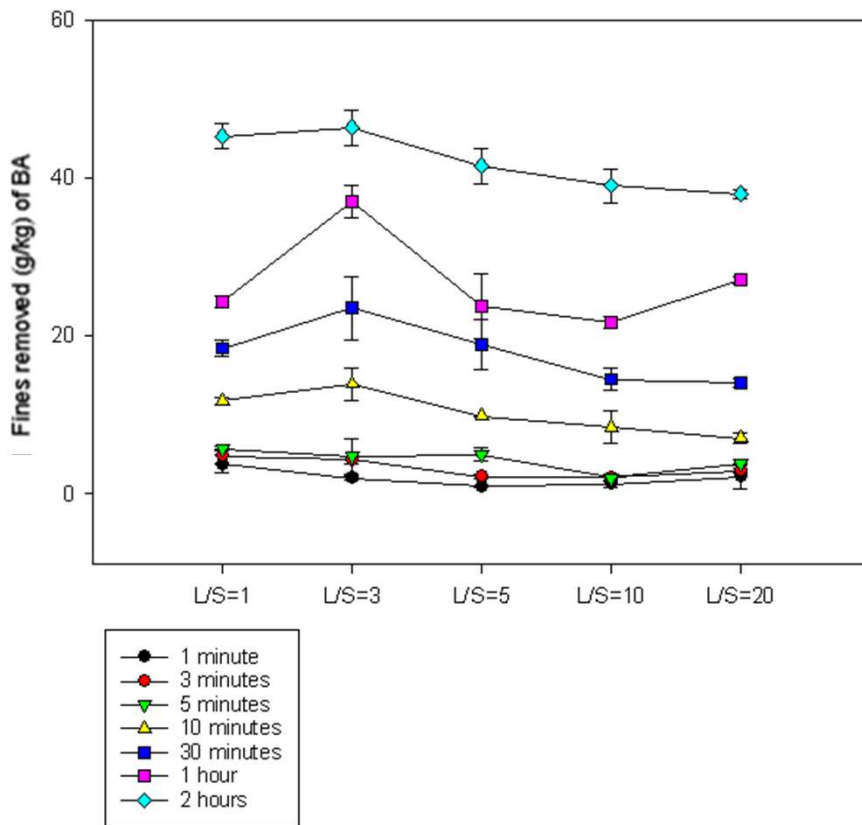 60
40
20
0
Fines removed (g/kg) of BA
L/S=1 L/S=3 L/S=5 L/S=10 L/S=20
1 minute
3 minutes
5 minutes
10 minutes
30 minutes
1 hour
2 hours